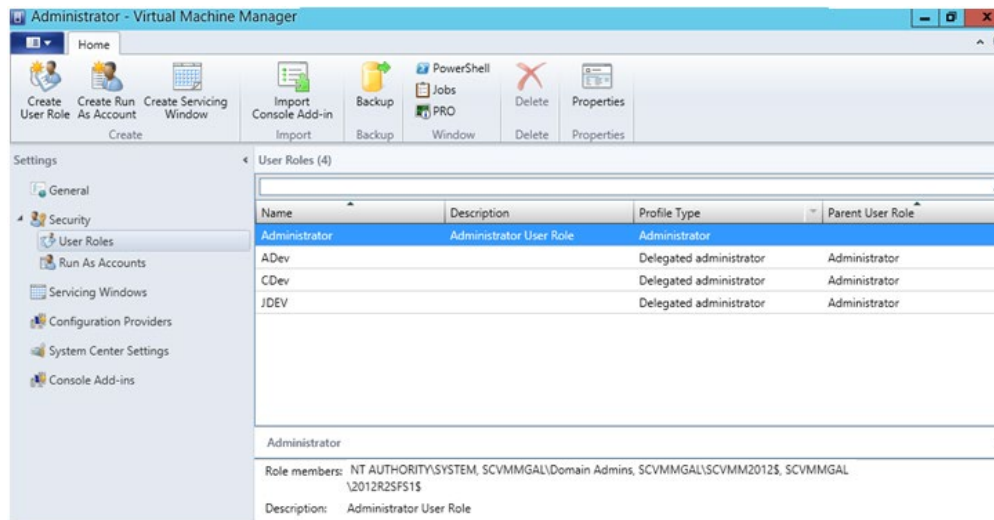 Administrator - Virtual Machine Manager
Home
Create User Role
Create Run As Account
Create Servicing Window
Import Console Add-in
Backup
PowerShell
Jobs
PRO
Delete
Properties
Create
Import
Backup
Window
Delete
Properties
Settings
General
Security
User Roles
Run As Accounts
Servicing Windows
Configuration Providers
System Center Settings
Console Add-ins
User Roles (4)
Name Description Profile Type Parent User Role
Administrator Administrator User Role Administrator
ADev Delegated administrator Administrator
CDev Delegated administrator Administrator
JDEV Delegated administrator Administrator
Administrator
Role members: NT AUTHORITY\SYSTEM, SCVMMGAL\Domain Admins, SCVMMGAL\SCVMM2012$, SCVMMGAL
\2012R2SFS1$
Description: Administrator User Role